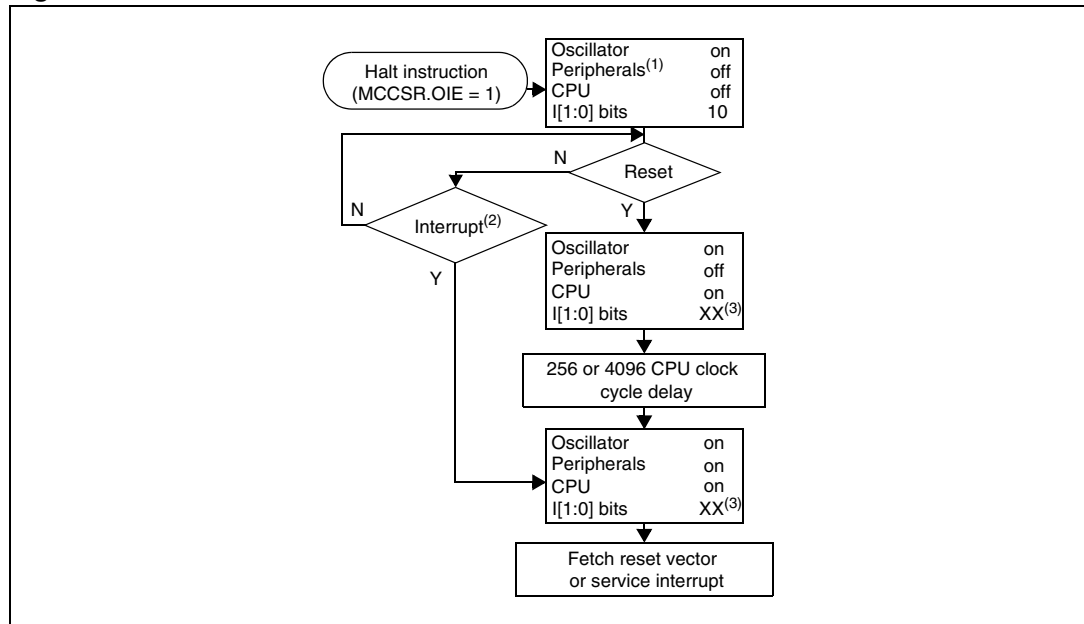 Halt instruction
(MCCSR.OIE = 1)
Oscillator on
Peripherals(1) off
CPU off
I[1:0] bits 10
Reset
N
Y
Interrupt(2)
N
Y
Oscillator on
Peripherals off
CPU on
I[1:0] bits XX(3)
256 or 4096 CPU clock
cycle delay
Oscillator on
Peripherals on
CPU on
I[1:0] bits XX(3)
Fetch reset vector
or service interrupt